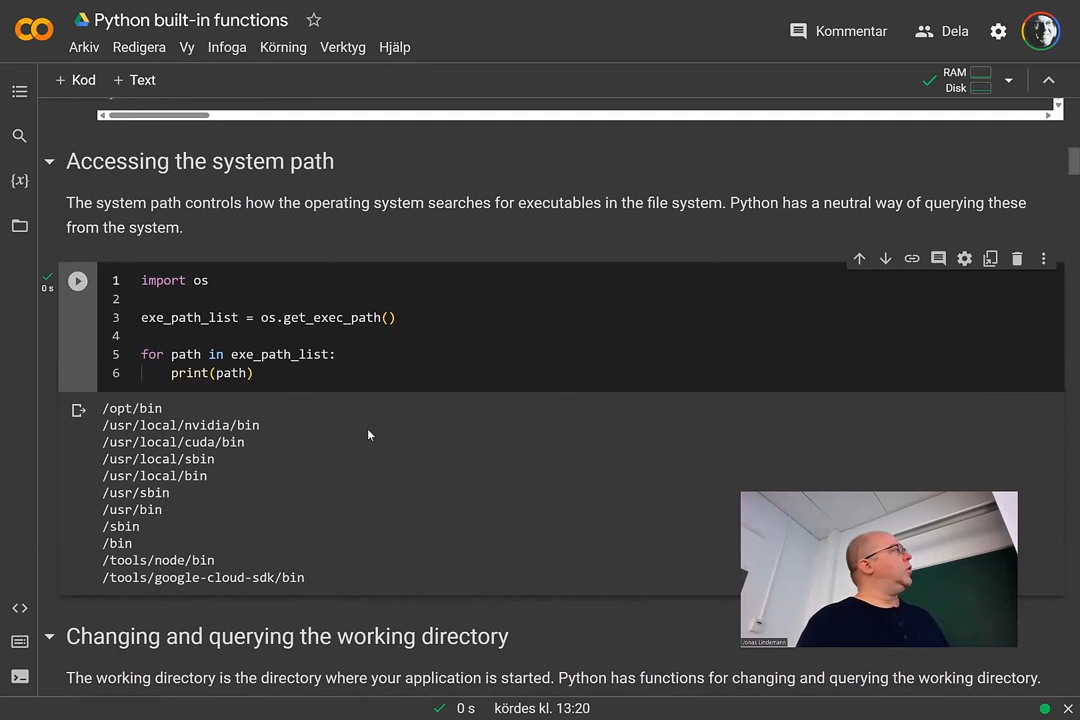 Python built-in functions
Arkiv Redigera Vy Infoga Körning Verktyg Hjälp
Kommentar
Dela
+ Kod + Text
RAM
Disk
Accessing the system path
The system path controls how the operating system searches for executables in the file system. Python has a neutral way of querying these
from the system.
0 s
1 import os
2
3 exe_path_list = os.get_exec_path()
4
5 for path in exe_path_list:
6 print(path)
/opt/bin
/usr/local/nvidia/bin
/usr/local/cuda/bin
/usr/local/sbin
/usr/local/bin
/usr/sbin
/usr/bin
/sbin
/bin
/tools/node/bin
/tools/google-cloud-sdk/bin
Jonas Lindemann
Changing and querying the working directory
The working directory is the directory where your application is started. Python has functions for changing and querying the working directory.
0 s kördes kl. 13:20